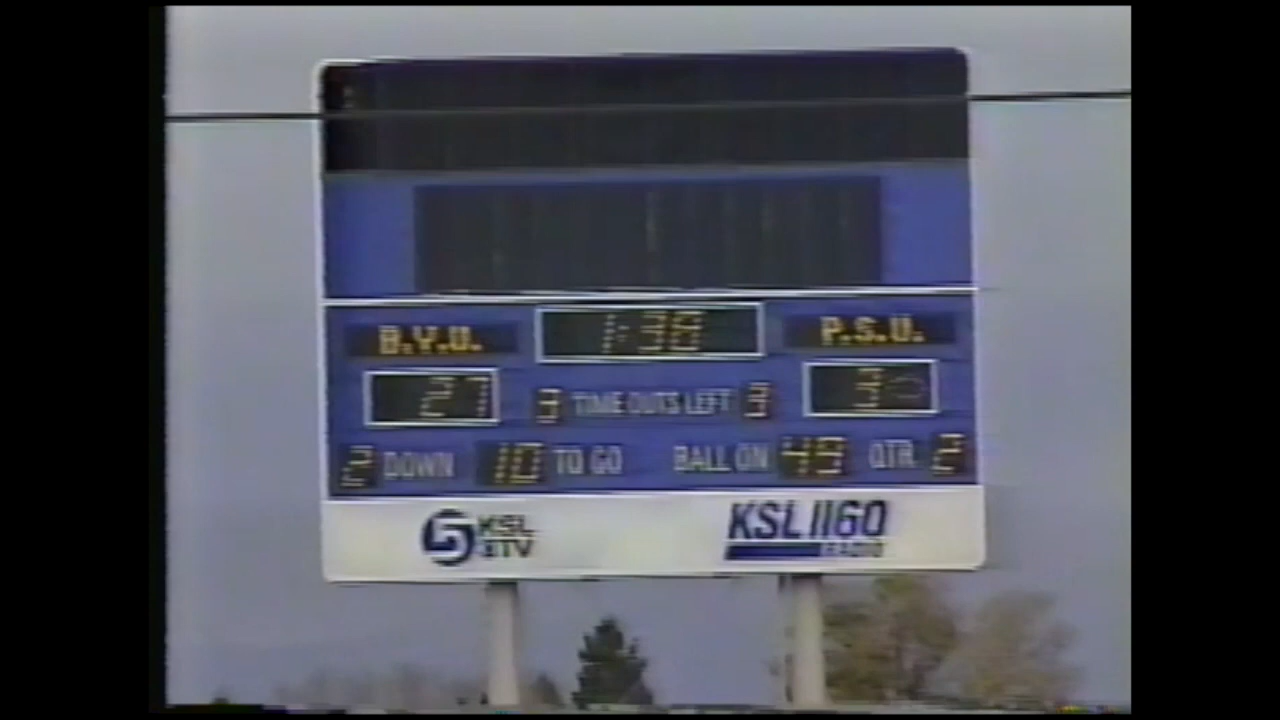 B.Y.U. 1:38 P.S.U.
27 3 TIME OUTS LEFT 3
2 DOWN 10 TO GO BALL ON 49 QTR 2
5 KSL TV KSL 1160
RADIO